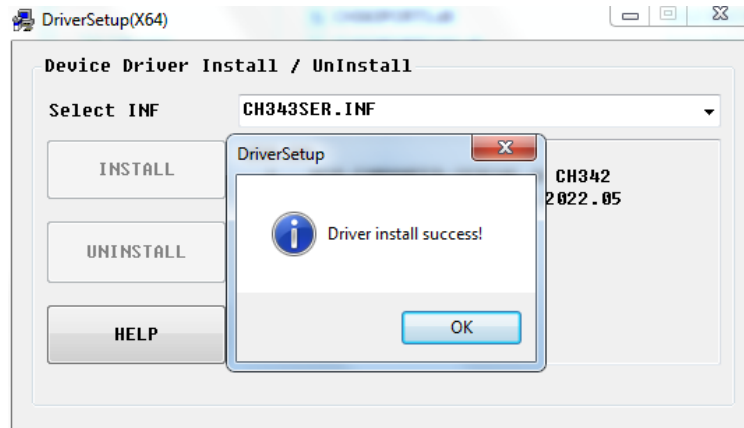 DriverSetup(X64)
Device Driver Install / UnInstall
Select INF
CH343SER.INF
INSTALL
UNINSTALL
HELP
CH342
2022.05
DriverSetup
Driver install success!
OK